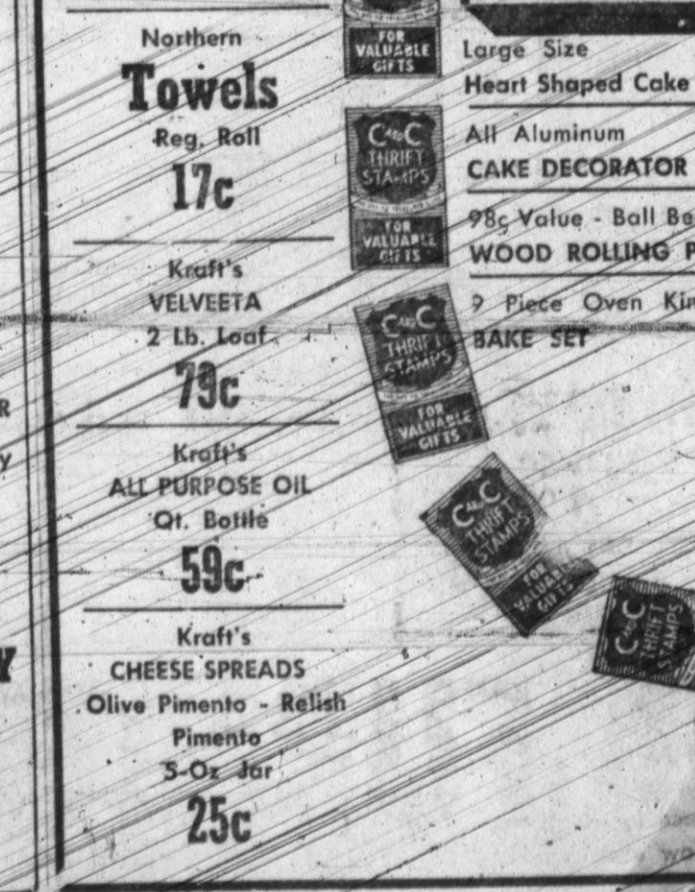 Northern
Towels
Reg. Roll
17c
Kraft's
VELVEETA
2 Lb. Loaf
79c
Kraft's
ALL PURPOSE OIL
Qt. Bottle
59c
Kraft's
CHEESE SPREADS
Olive Pimento - Relish
Pimento
5-Oz Jar
25c
FOR
VALUABLE
GIFTS
C and C
THRIFT
STAMPS
FOR
VALUABLE
GIFTS
C and C
THRIFT
STAMPS
FOR
VALUABLE
GIFTS
C and C
THRIFT
STAMPS
FOR
VALUABLE
GIFTS
C and C
THRIFT
STAMPS
Large Size
Heart Shaped Cake
All Aluminum
CAKE DECORATOR
98c Value - Ball Be
WOOD ROLLING P
9 Piece Oven Kin
BAKE SET
R
y
Y